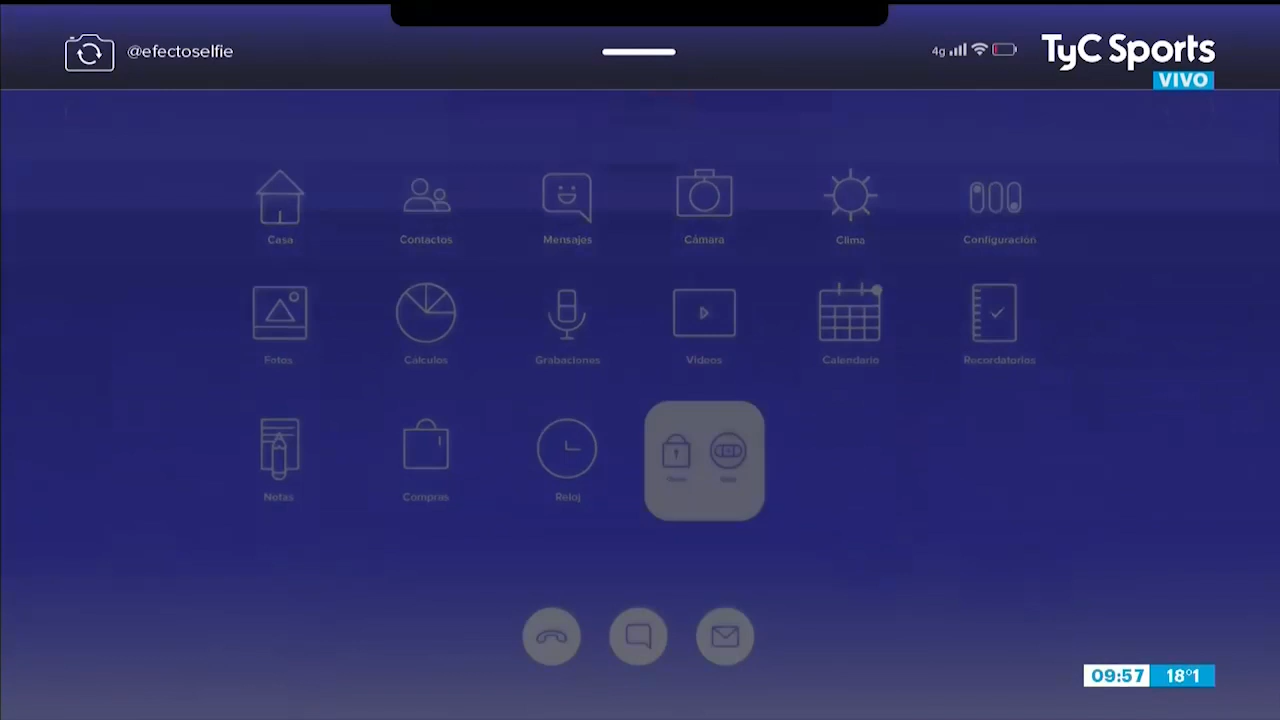 @efectoselfie
4g
TyC Sports
VIVO
Casa
Contactos
Mensajes
Cámara
Clima
Configuración
Fotos
Cálculos
Grabaciones
Videos
Calendario
Recordatorios
Notas
Compras
Reloj
09:57 18°1